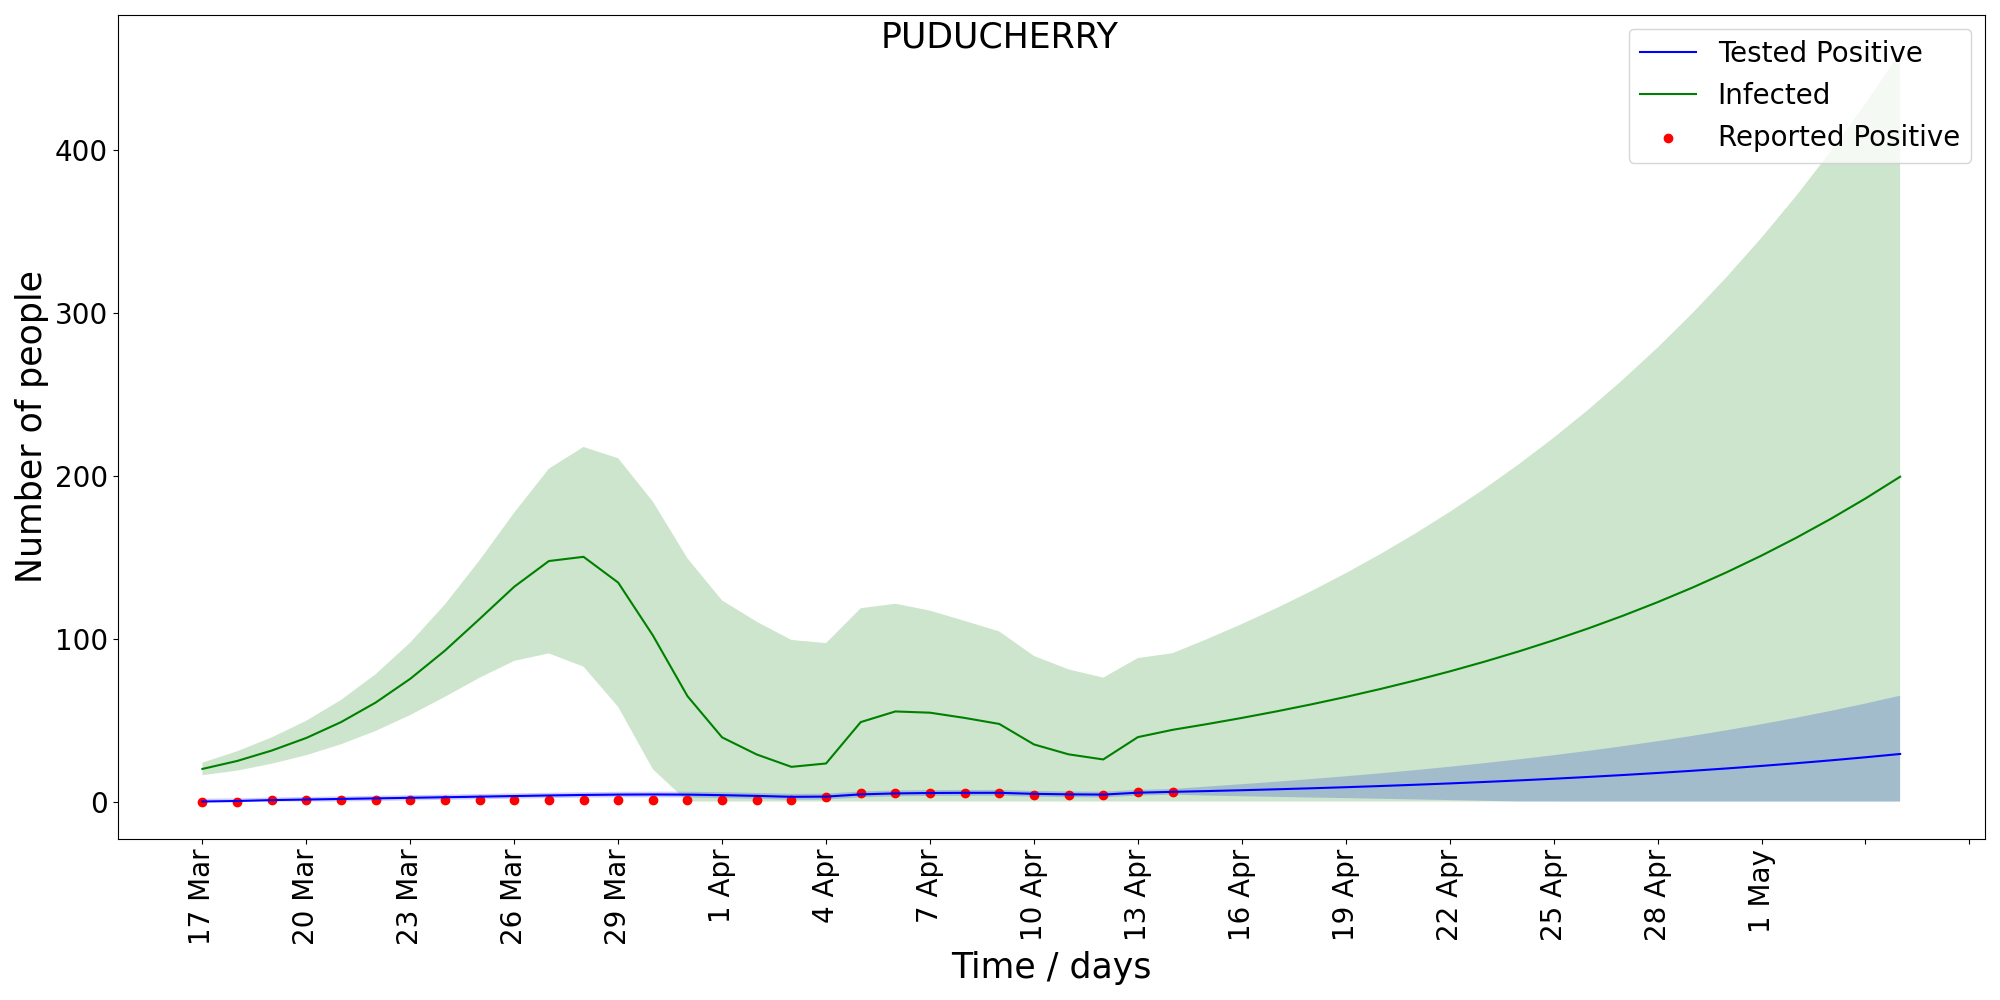 PUDUCHERRY
Tested Positive
Infected
Reported Positive
Number of people
400
300
200
100
0
17 Mar
20 Mar
23 Mar
26 Mar
29 Mar
1 Apr
4 Apr
7 Apr
10 Apr
13 Apr
16 Apr
19 Apr
22 Apr
25 Apr
28 Apr
1 May
Time / days